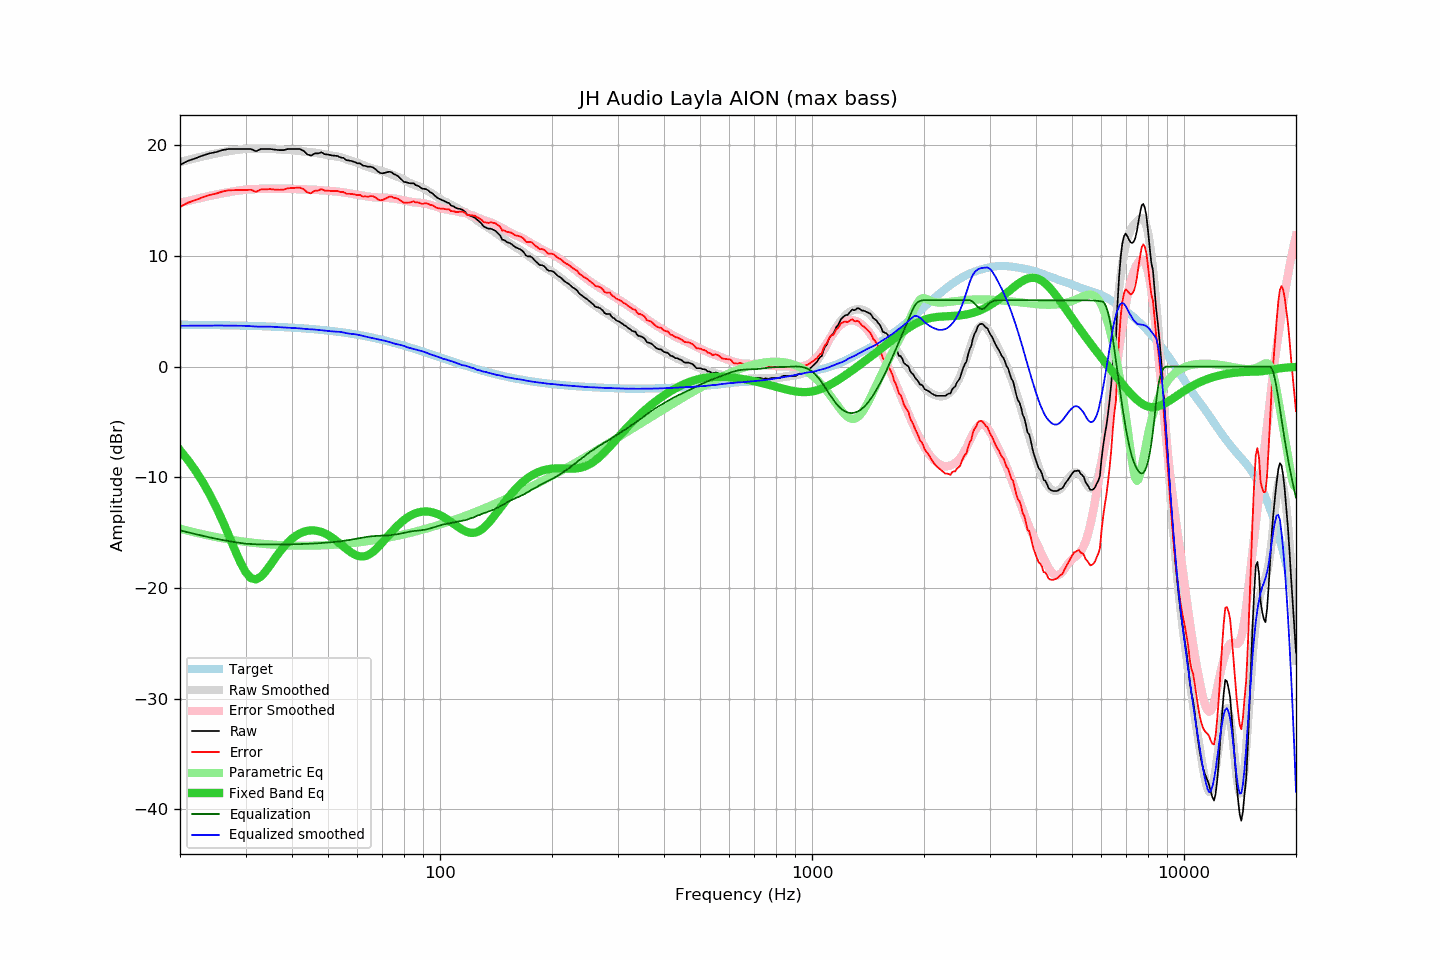 JH Audio Layla AION (max bass)
20
10
0
−10
−20
−30
−40
Amplitude (dBr)
Target
Raw Smoothed
Error Smoothed
Raw
Error
Parametric Eq
Fixed Band Eq
Equalization
Equalized smoothed
100
1000
10000
Frequency (Hz)